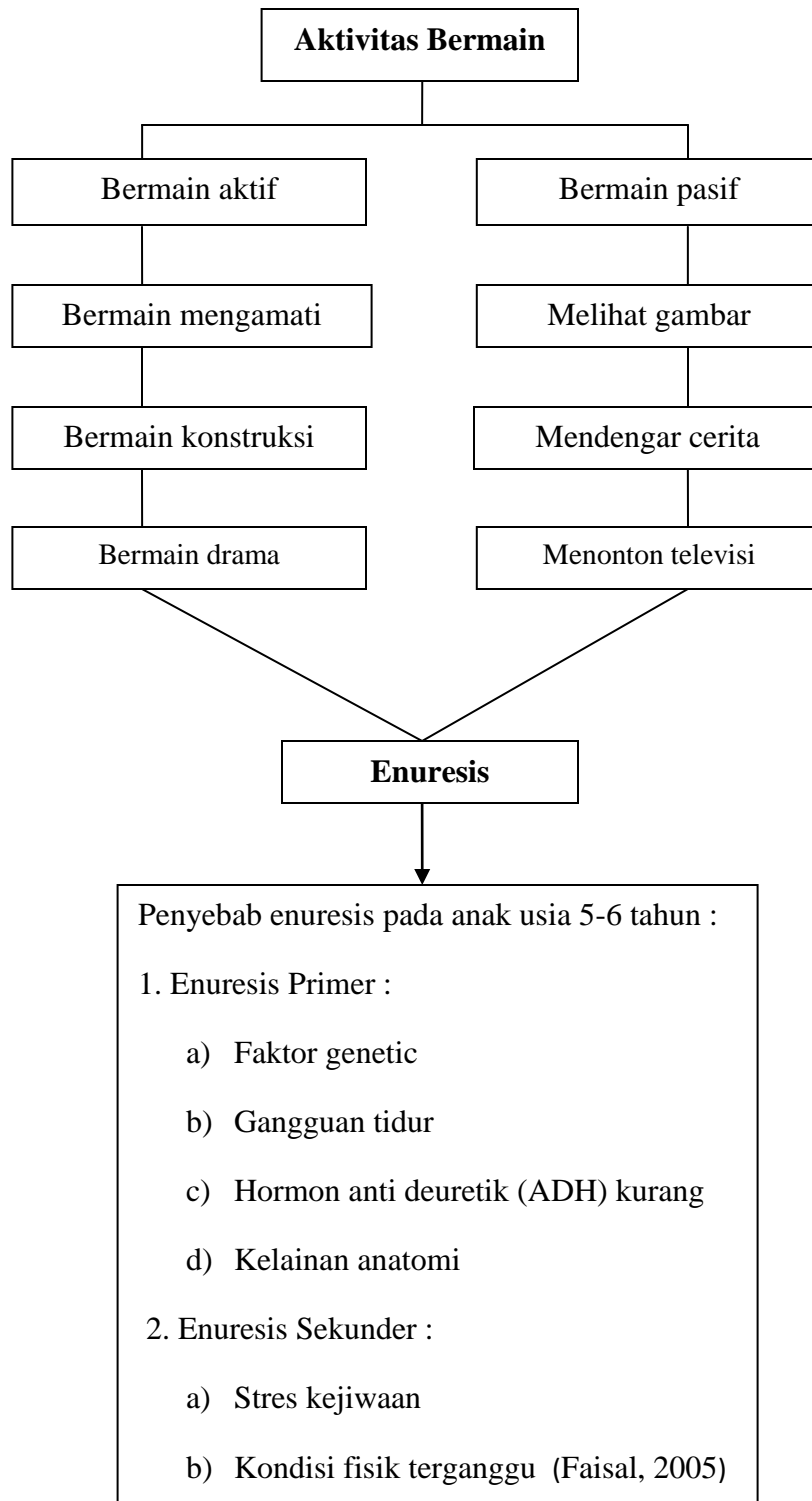 Aktivitas Bermain
Bermain aktif
Bermain pasif
Bermain mengamati
Melihat gambar
Bermain konstruksi
Mendengar cerita
Bermain drama
Menonton televisi
Enuresis
Penyebab enuresis pada anak usia 5-6 tahun :
1. Enuresis Primer :
a) Faktor genetic
b) Gangguan tidur
c) Hormon anti deuretik (ADH) kurang
d) Kelainan anatomi
2. Enuresis Sekunder :
a) Stres kejiwaan
b) Kondisi fisik terganggu (Faisal, 2005)